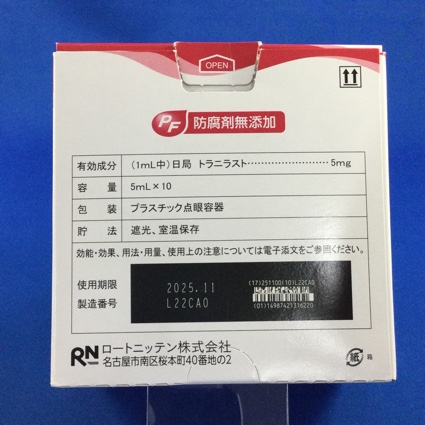 OPEN
PF 防腐剤無添加
有効成分 (1mL中)日局 トラニラスト…………………… 5mg
容量 5mL×10
包装 プラスチック点眼容器
貯法 遮光、室温保存
効能・効果、用法・用量、使用上の注意については電子添文をご参照ください。
使用期限 2025.11
製造番号 L22CA0
(17)251100(10)L22CA0
(01)14987421316220
RN ロートニッテン株式会社
名古屋市南区桜本町40番地の2
紙 箱